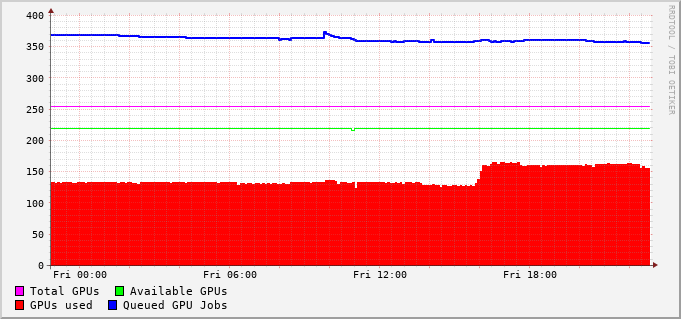 RRDTOOL / TOBI OETIKER
400
350
300
250
200
150
100
50
0
Fri 00:00 Fri 06:00 Fri 12:00 Fri 18:00
Total GPUs Available GPUs
GPUs used Queued GPU Jobs